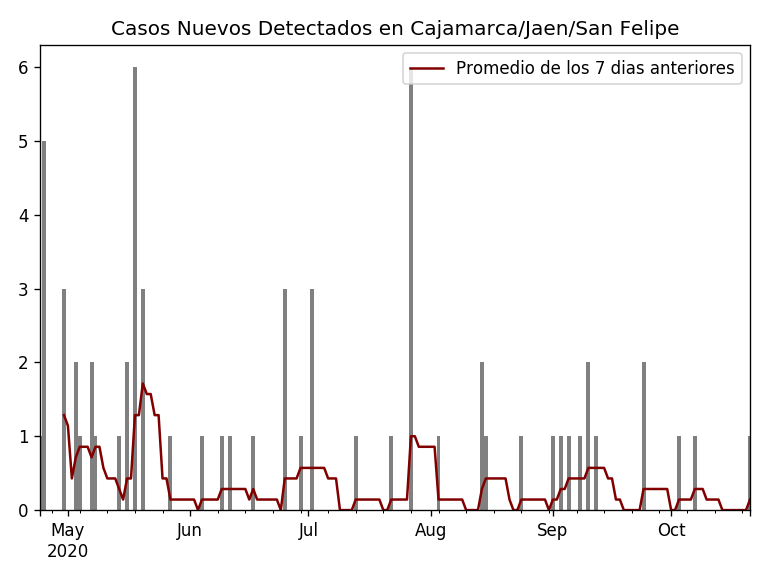 Casos Nuevos Detectados en Cajamarca/Jaen/San Felipe
Promedio de los 7 dias anteriores
6
5
4
3
2
1
0
May Jun Jul Aug Sep Oct
2020